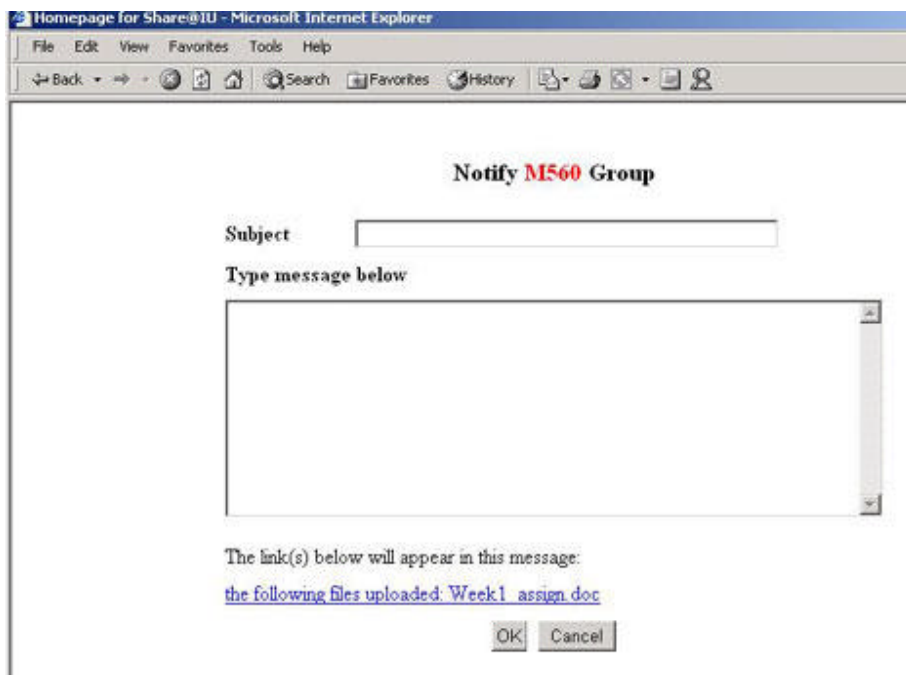 Homepage for Share@IU - Microsoft Internet Explorer
File Edit View Favorites Tools Help
Back Search Favorites History
Notify M560 Group
Subject
Type message below
The link(s) below will appear in this message:
the following files uploaded: Week1_assign.doc
OK Cancel